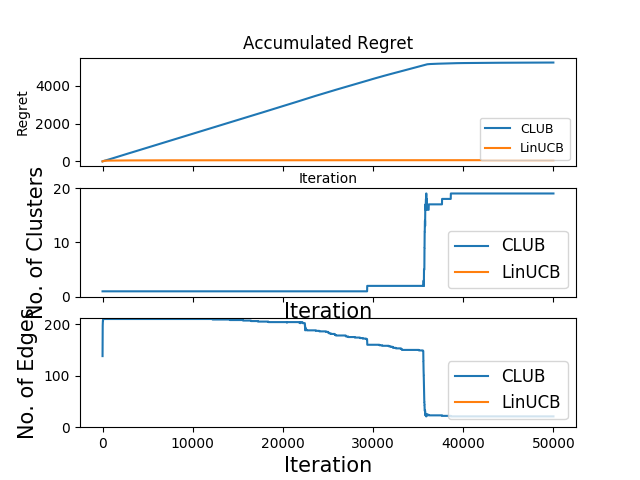 Accumulated Regret
Regret
4000
2000
0
CLUB
LinUCB
Iteration
No. of Clusters
20
10
0
CLUB
LinUCB
Iteration
No. of Edges
200
100
0
CLUB
LinUCB
0 10000 20000 30000 40000 50000
Iteration